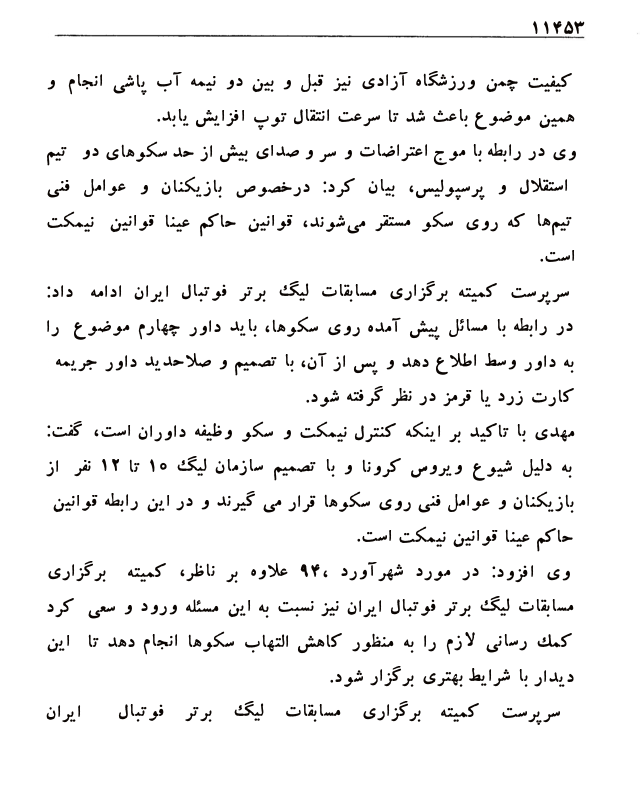 ۱۱۴۵۳
کیفیت چمن ورزشگاه آزادی نیز قبل و بین دو نیمه آب پاشی انجام و
همین موضوع باعث شد تا سرعت انتقال توپ افزایش یابد.
وی در رابطه با موج اعتراضات و سر و صدای بیش از حد سکوهای دو تیم
استقلال و پرسپولیس، بیان کرد: درخصوص بازیکنان و عوامل فنی
تیم‌ها که روی سکو مستقر می‌شوند، قوانین حاکم عینا قوانین نیمکت
است.
سرپرست کمیته برگزاری مسابقات لیگ برتر فوتبال ایران ادامه داد:
در رابطه با مسائل پیش آمده روی سکوها، باید داور چهارم موضوع را
به داور وسط اطلاع دهد و پس از آن، با تصمیم و صلاحدید داور جریمه
کارت زرد یا قرمز در نظر گرفته شود.
مهدی با تاکید بر اینکه کنترل نیمکت و سکو وظیفه داوران است، گفت:
به دلیل شیوع ویروس کرونا و با تصمیم سازمان لیگ ۱۵ تا ۱۲ نفر از
بازیکنان و عوامل فنی روی سکوها قرار می گیرند و در این رابطه قوانین
حاکم عینا قوانین نیمکت است.
وی افزود: در مورد شهرآورد ۹۴، علاوه بر ناظر، کمیته برگزاری
مسابقات لیگ برتر فوتبال ایران نیز نسبت به این مسئله ورود و سعی کرد
کمک رسانی لازم را به منظور کاهش التهاب سکوها انجام دهد تا این
دیدار با شرایط بهتری برگزار شود.
سرپرست کمیته برگزاری مسابقات لیگ برتر فوتبال ایران